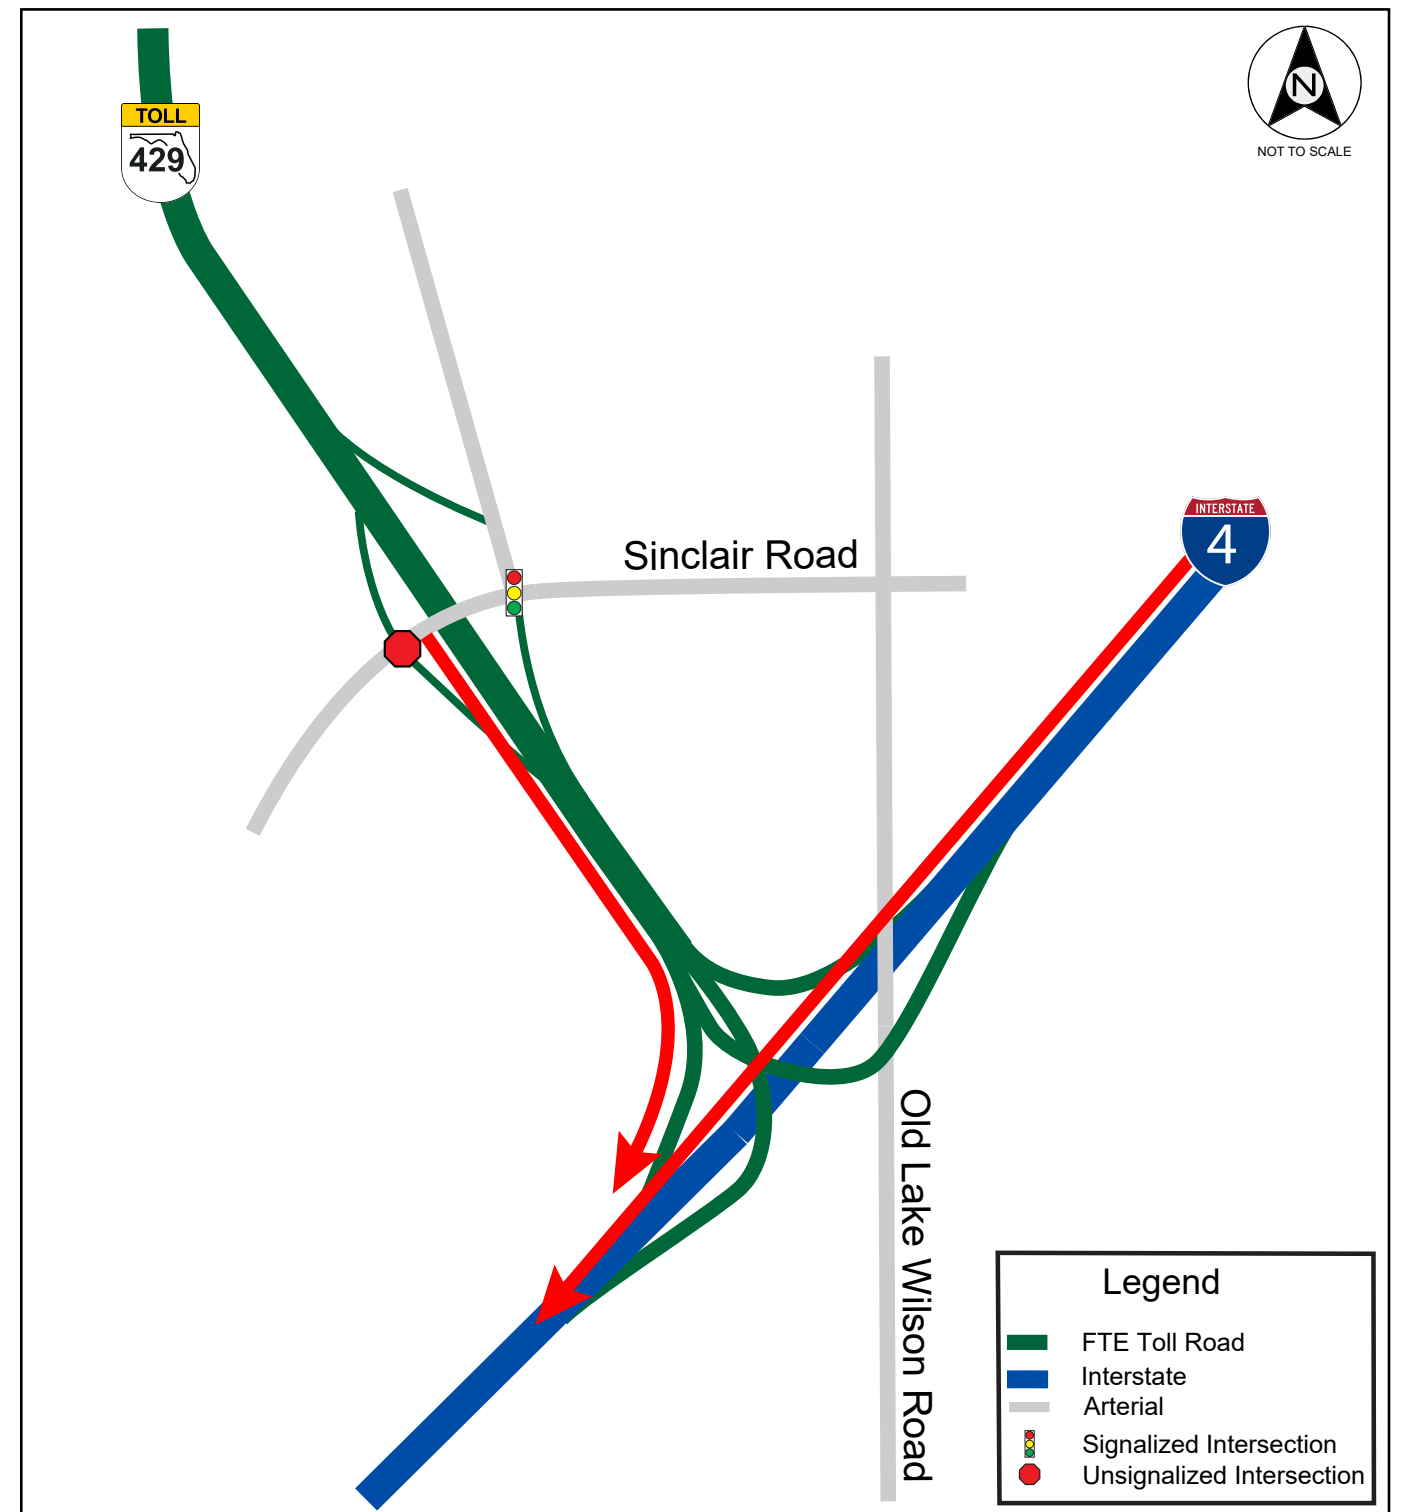 TOLL
429
N
NOT TO SCALE
INTERSTATE
4
Sinclair Road
Old Lake Wilson Road
Legend
FTE Toll Road
Interstate
Arterial
Signalized Intersection
Unsignalized Intersection